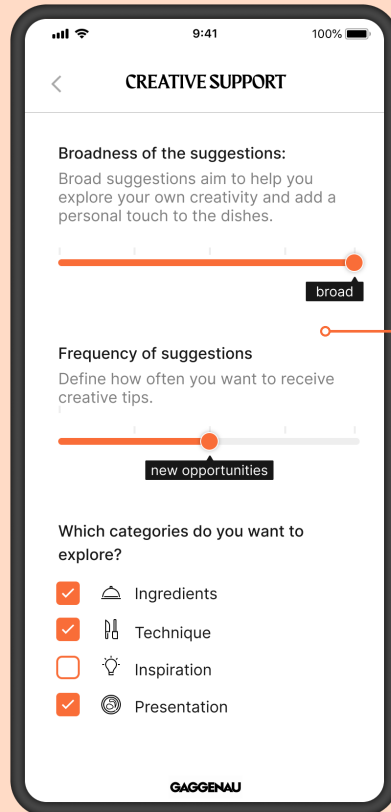 9:41
100%
CREATIVE SUPPORT
Broadness of the suggestions:
Broad suggestions aim to help you
explore your own creativity and add a
personal touch to the dishes.
broad
Frequency of suggestions
Define how often you want to receive
creative tips.
new opportunities
Which categories do you want to
explore?
Ingredients
Technique
Inspiration
Presentation
GAGGENAU